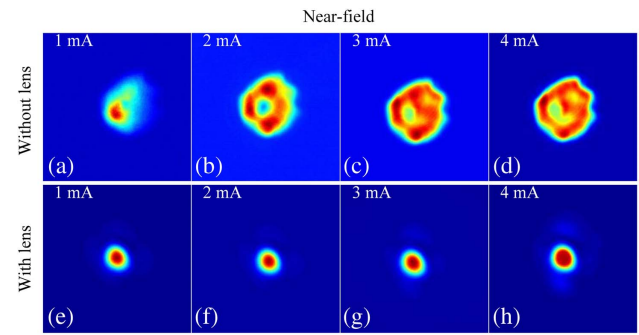 Near-field
Without lens
1 mA
2 mA
3 mA
4 mA
(a)
(b)
(c)
(d)
With lens
1 mA
2 mA
3 mA
4 mA
(e)
(f)
(g)
(h)